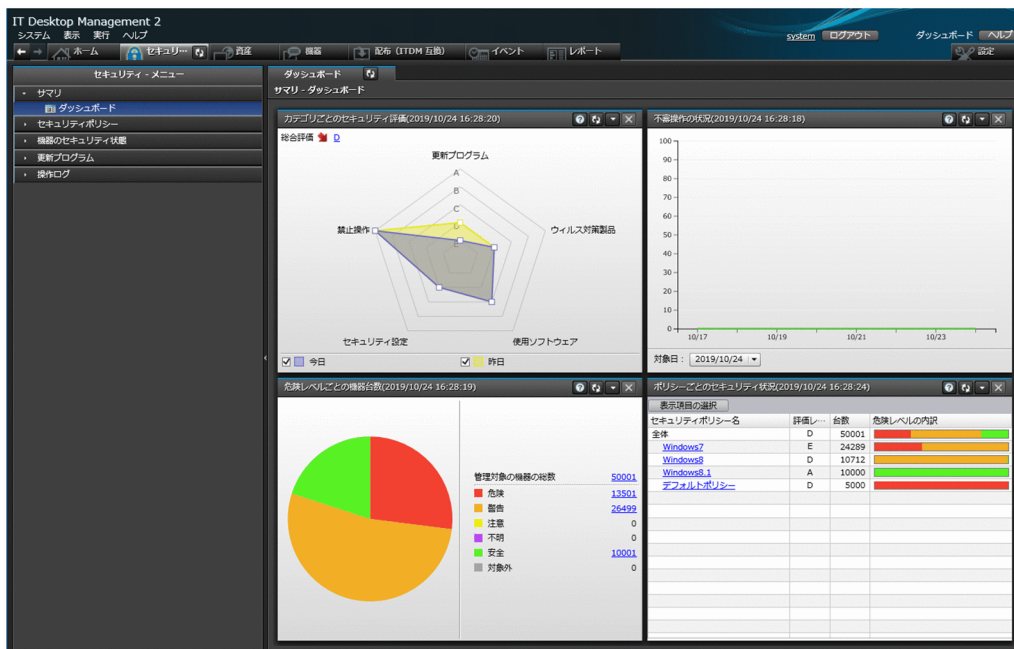 IT Desktop Management 2
システム 表示 実行 ヘルプ
system ログアウト ダッシュボード ヘルプ
ホーム セキュリ… 資産 機器 配布 (ITDM 互換) イベント レポート 設定
セキュリティ - メニュー
サマリ
ダッシュボード
セキュリティポリシー
機器のセキュリティ状態
更新プログラム
操作ログ
ダッシュボード
サマリ - ダッシュボード
カテゴリごとのセキュリティ評価(2019/10/24 16:28:20)
総合評価 D
更新プログラム
A
B
C
D
E
禁止操作
ウィルス対策製品
セキュリティ設定
使用ソフトウェア
今日 昨日
不審操作の状況(2019/10/24 16:28:18)
100
90
80
70
60
50
40
30
20
10
0
10/17 10/19 10/21 10/23
対象日： 2019/10/24
危険レベルごとの機器台数(2019/10/24 16:28:19)
管理対象の機器の総数 50001
危険 13501
警告 26499
注意 0
不明 0
安全 10001
対象外 0
ポリシーごとのセキュリティ状況(2019/10/24 16:28:24)
表示項目の選択
セキュリティポリシー名 評価レ… 台数 危険レベルの内訳
全体 D 50001
Windows7 E 24289
Windows8 D 10712
Windows8.1 A 10000
デフォルトポリシー D 5000